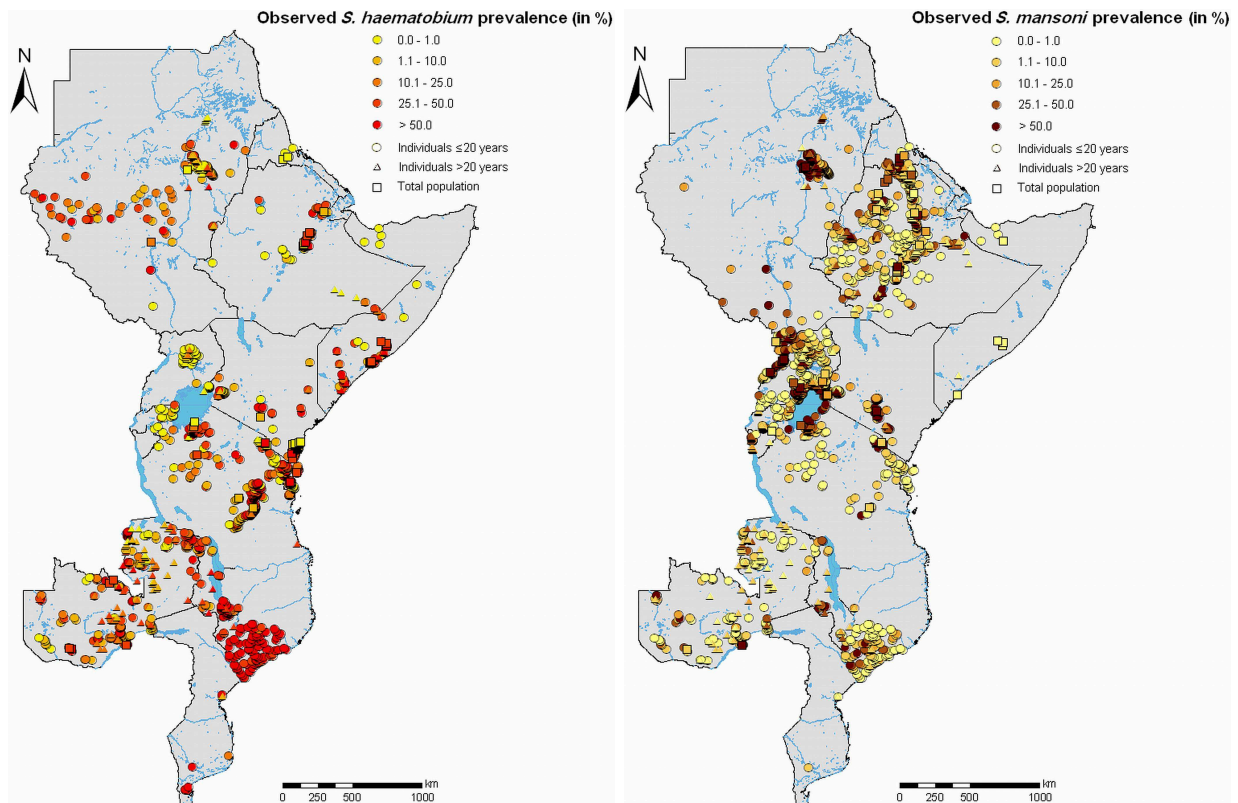 Observed S. haematobium prevalence (in %)
0.0 - 1.0
1.1 - 10.0
10.1 - 25.0
25.1 - 50.0
> 50.0
Individuals ≤20 years
Individuals >20 years
Total population
N
km
0 250 500 1000
Observed S. mansoni prevalence (in %)
0.0 - 1.0
1.1 - 10.0
10.1 - 25.0
25.1 - 50.0
> 50.0
Individuals ≤20 years
Individuals >20 years
Total population
N
km
0 250 500 1000